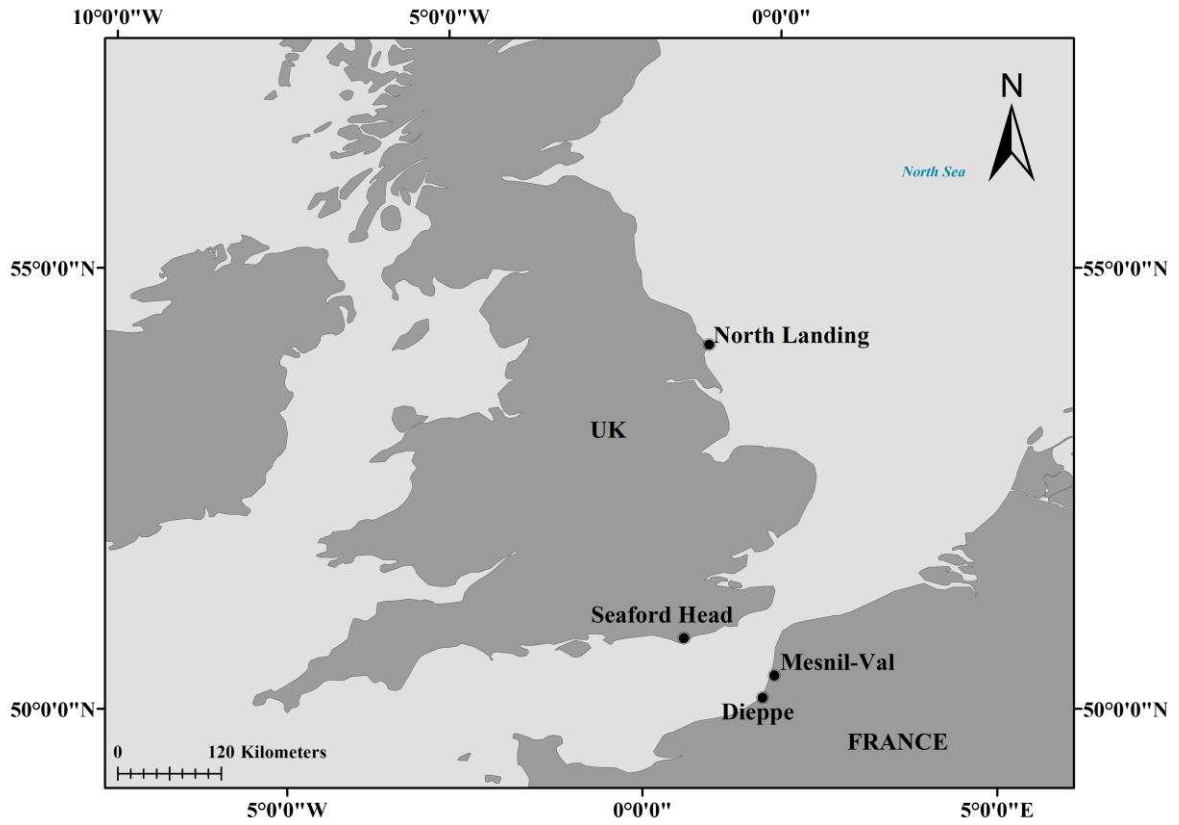 10°0'0"W 5°0'0"W 0°0'0"
N
North Sea
55°0'0"N 55°0'0"N
North Landing
UK
Seaford Head
Mesnil-Val
50°0'0"N Dieppe 50°0'0"N
FRANCE
0 120 Kilometers
5°0'0"W 0°0'0" 5°0'0"E